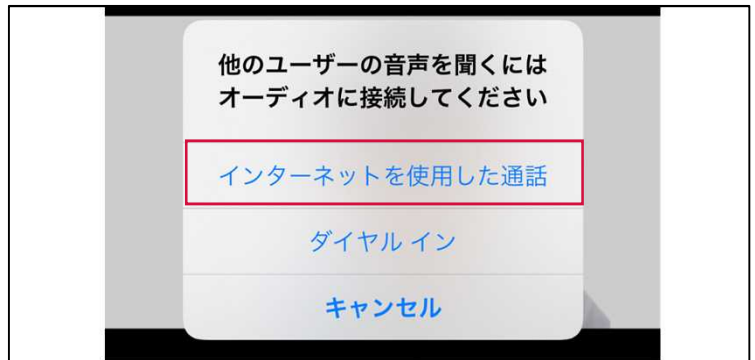 他のユーザーの音声を聞くには
オーディオに接続してください
インターネットを使用した通話
ダイヤル イン
キャンセル